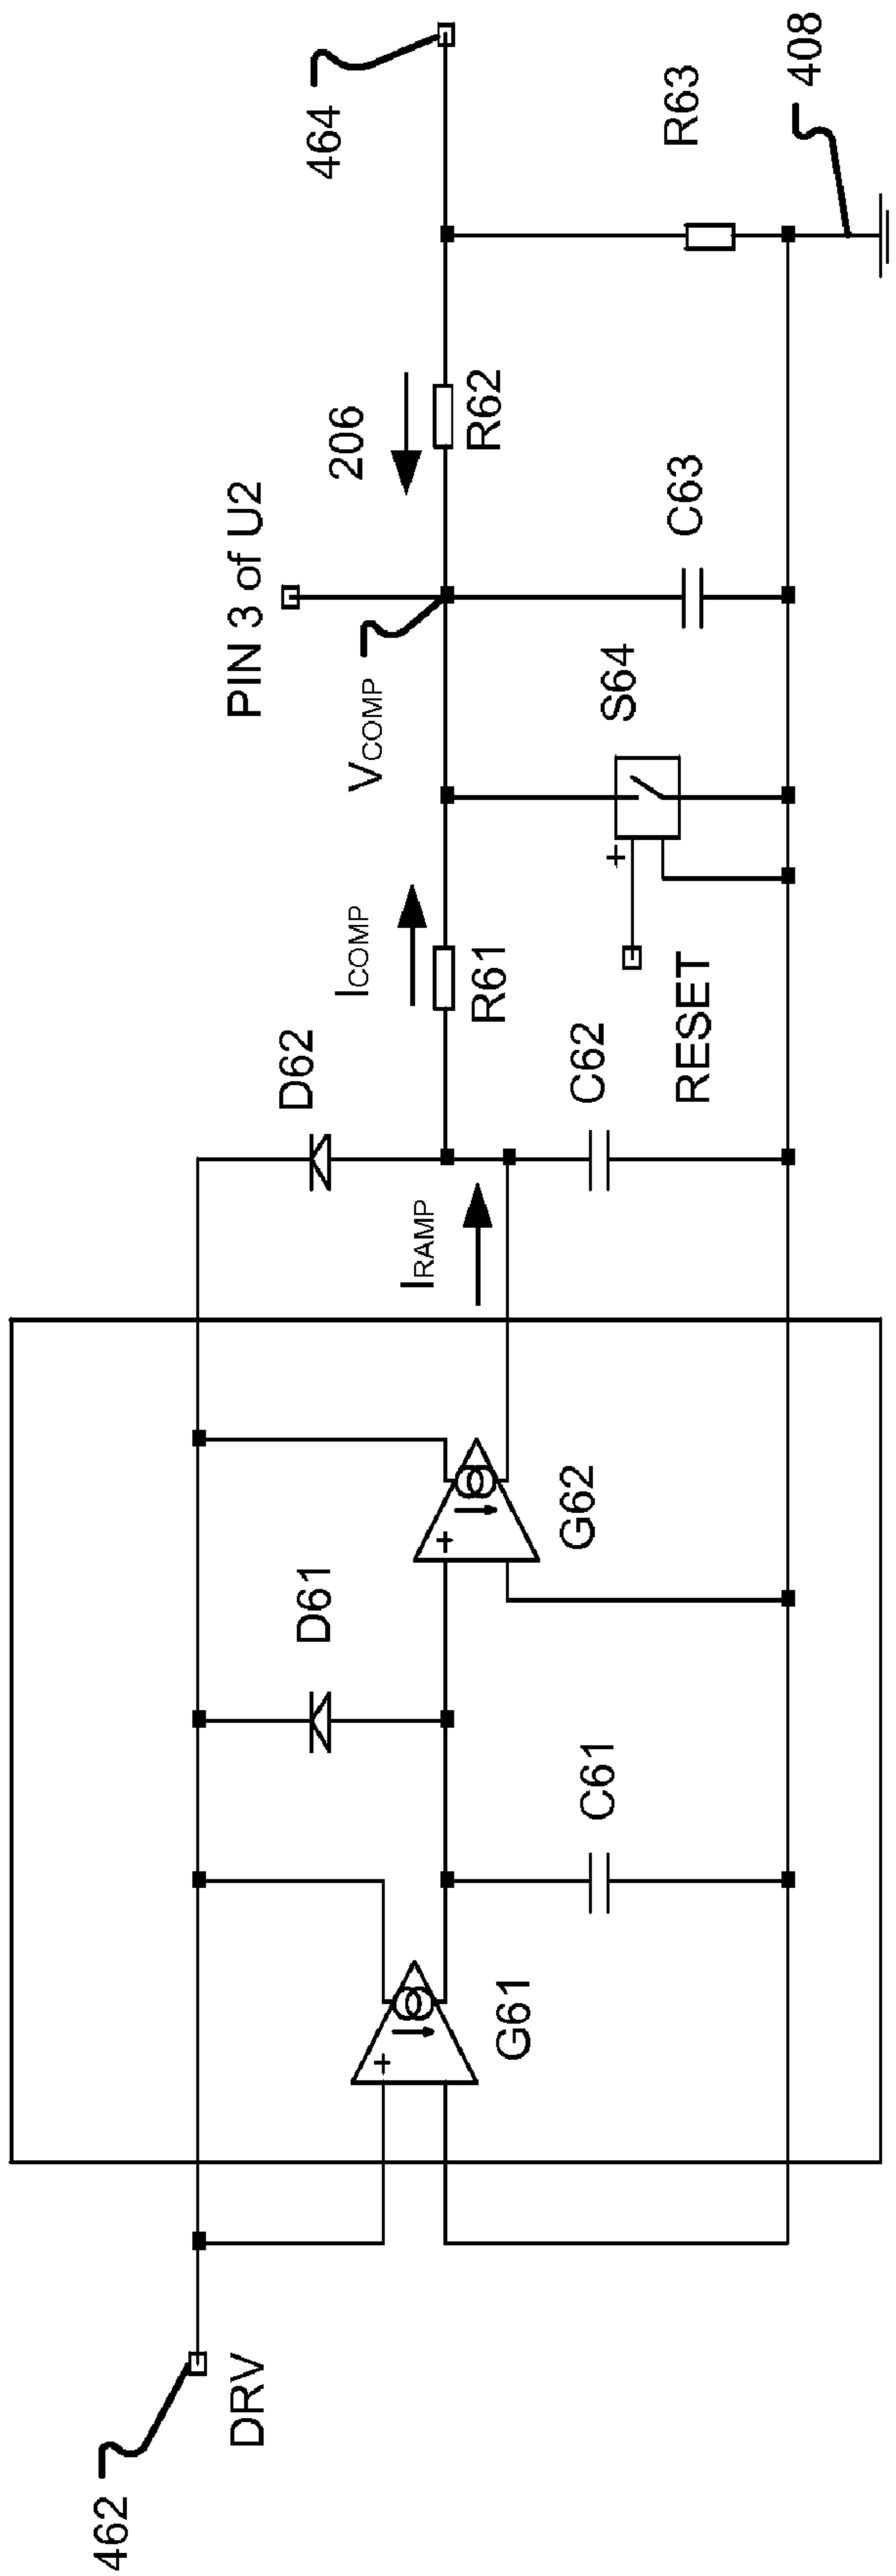 462
DRV
G61
+
C61
D61
G62
+
IRAMP
D62
C62
ICOMP
R61
RESET
+
S64
VCOMP
PIN 3 of U2
C63
206
R62
464
R63
408